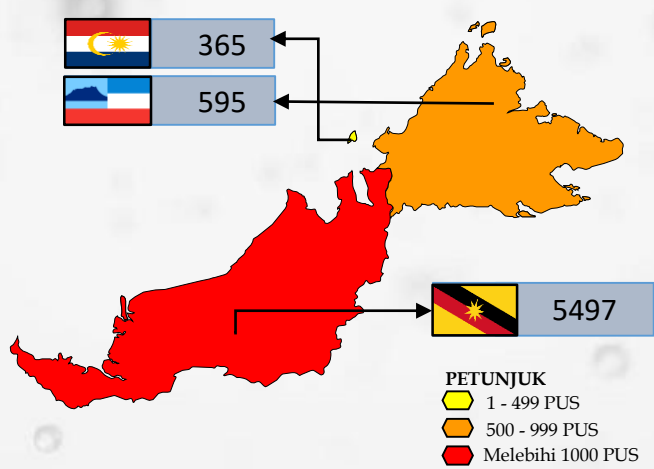 365
595
5497
PETUNJUK
1 - 499 PUS
500 - 999 PUS
Melebihi 1000 PUS